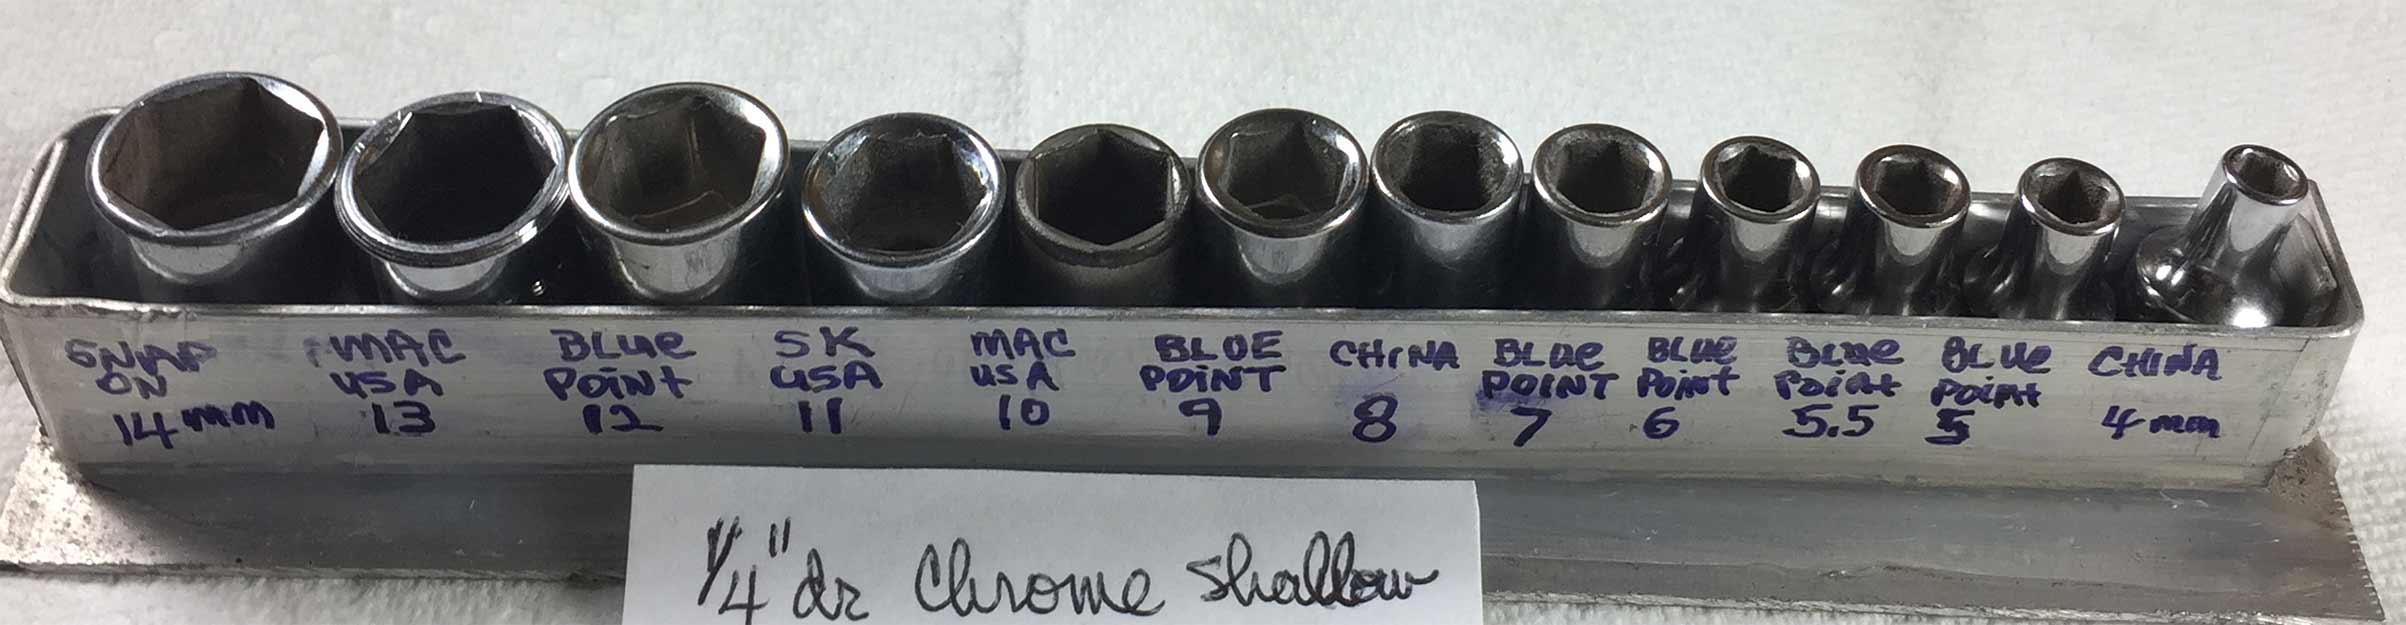 SNAP MAC BLue SK MAC BLUE CHINA BLUe BLUE BLUe BLUe CHINA
ON USA POiNt USA USA POINT POINT PoiNt PoiNt PoiNt
14mm 13 12 11 10 9 8 7 6 5.5 5 4mm
1/4" dr Chrome shallow